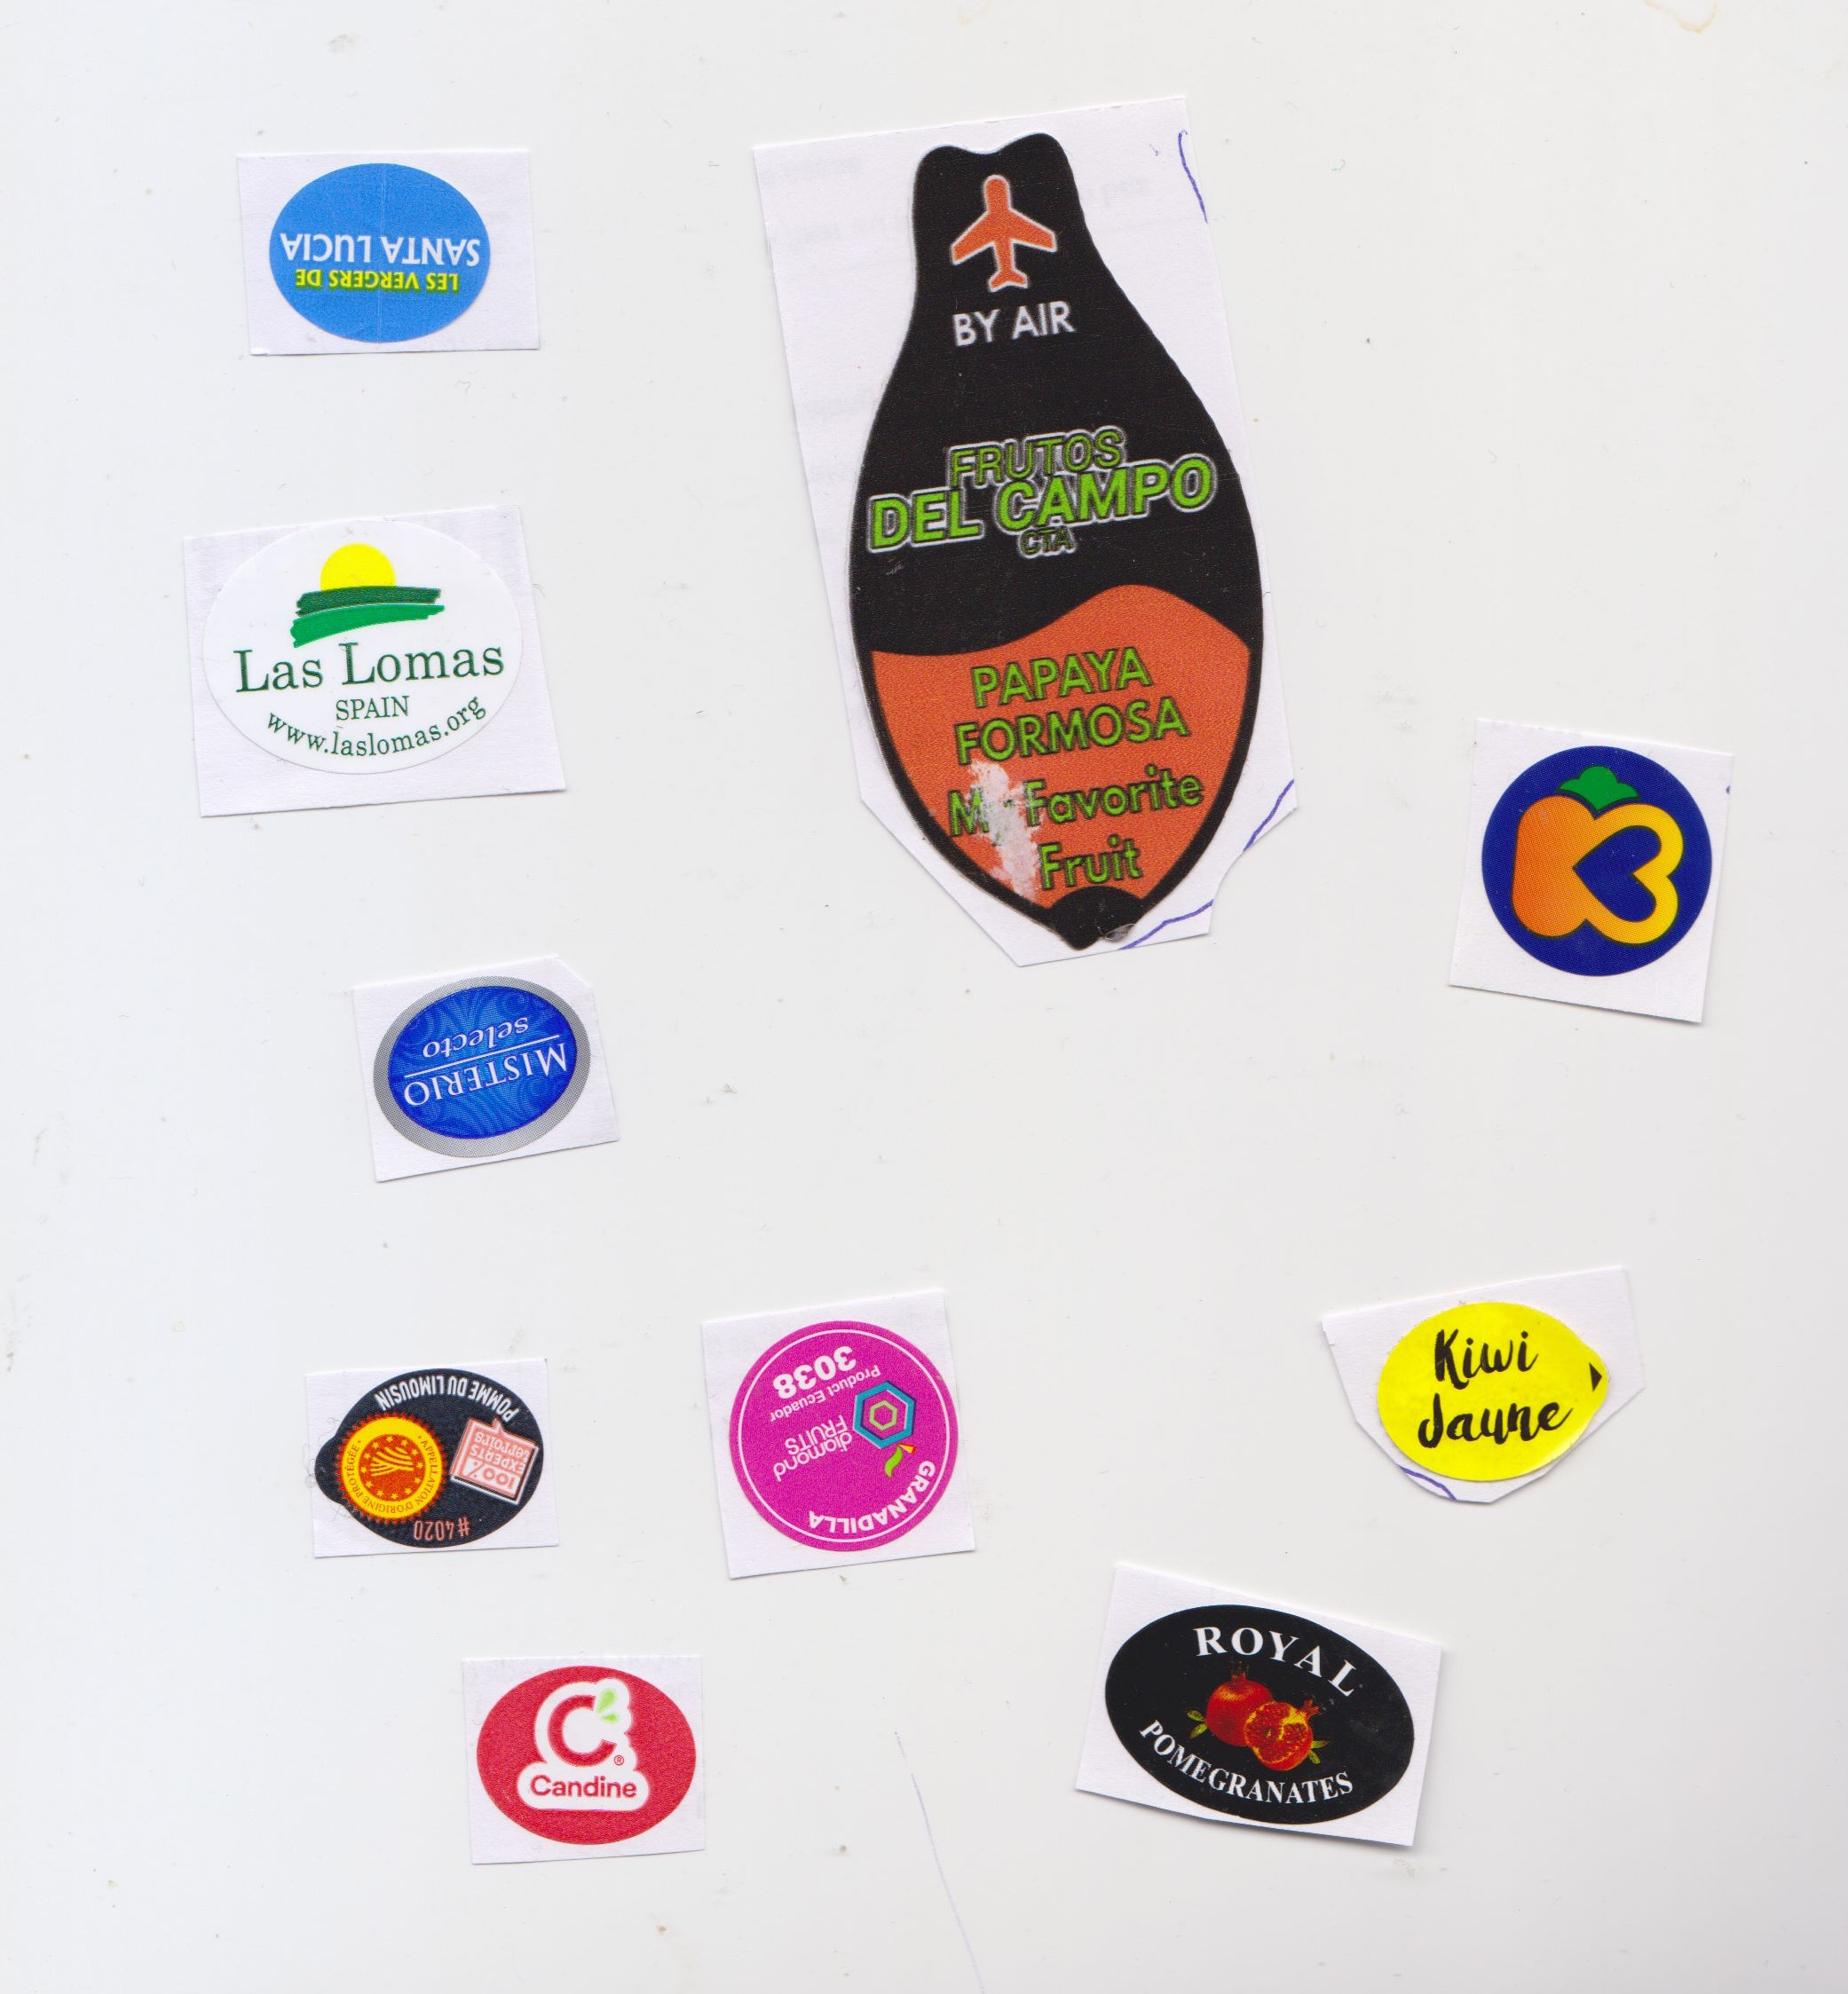 LES VERGERS DE
SANTA LUCIA
BY AIR
FRUTOS
DEL CAMPO
CTA
PAPAYA
FORMOSA
Favorite
Fruit
Las Lomas
SPAIN
www.laslomas.org
MISTERIO
selecto
POMME DU LIMOUSIN
APPELLATION D'ORIGINE PROTÉGÉE
100%
EXPERTS
terroirs
#4020
GRANADILLA
diamond
FRUITS
Product Ecuador
3038
Kiwi
Jaune
C®
Candine
ROYAL
POMEGRANATES